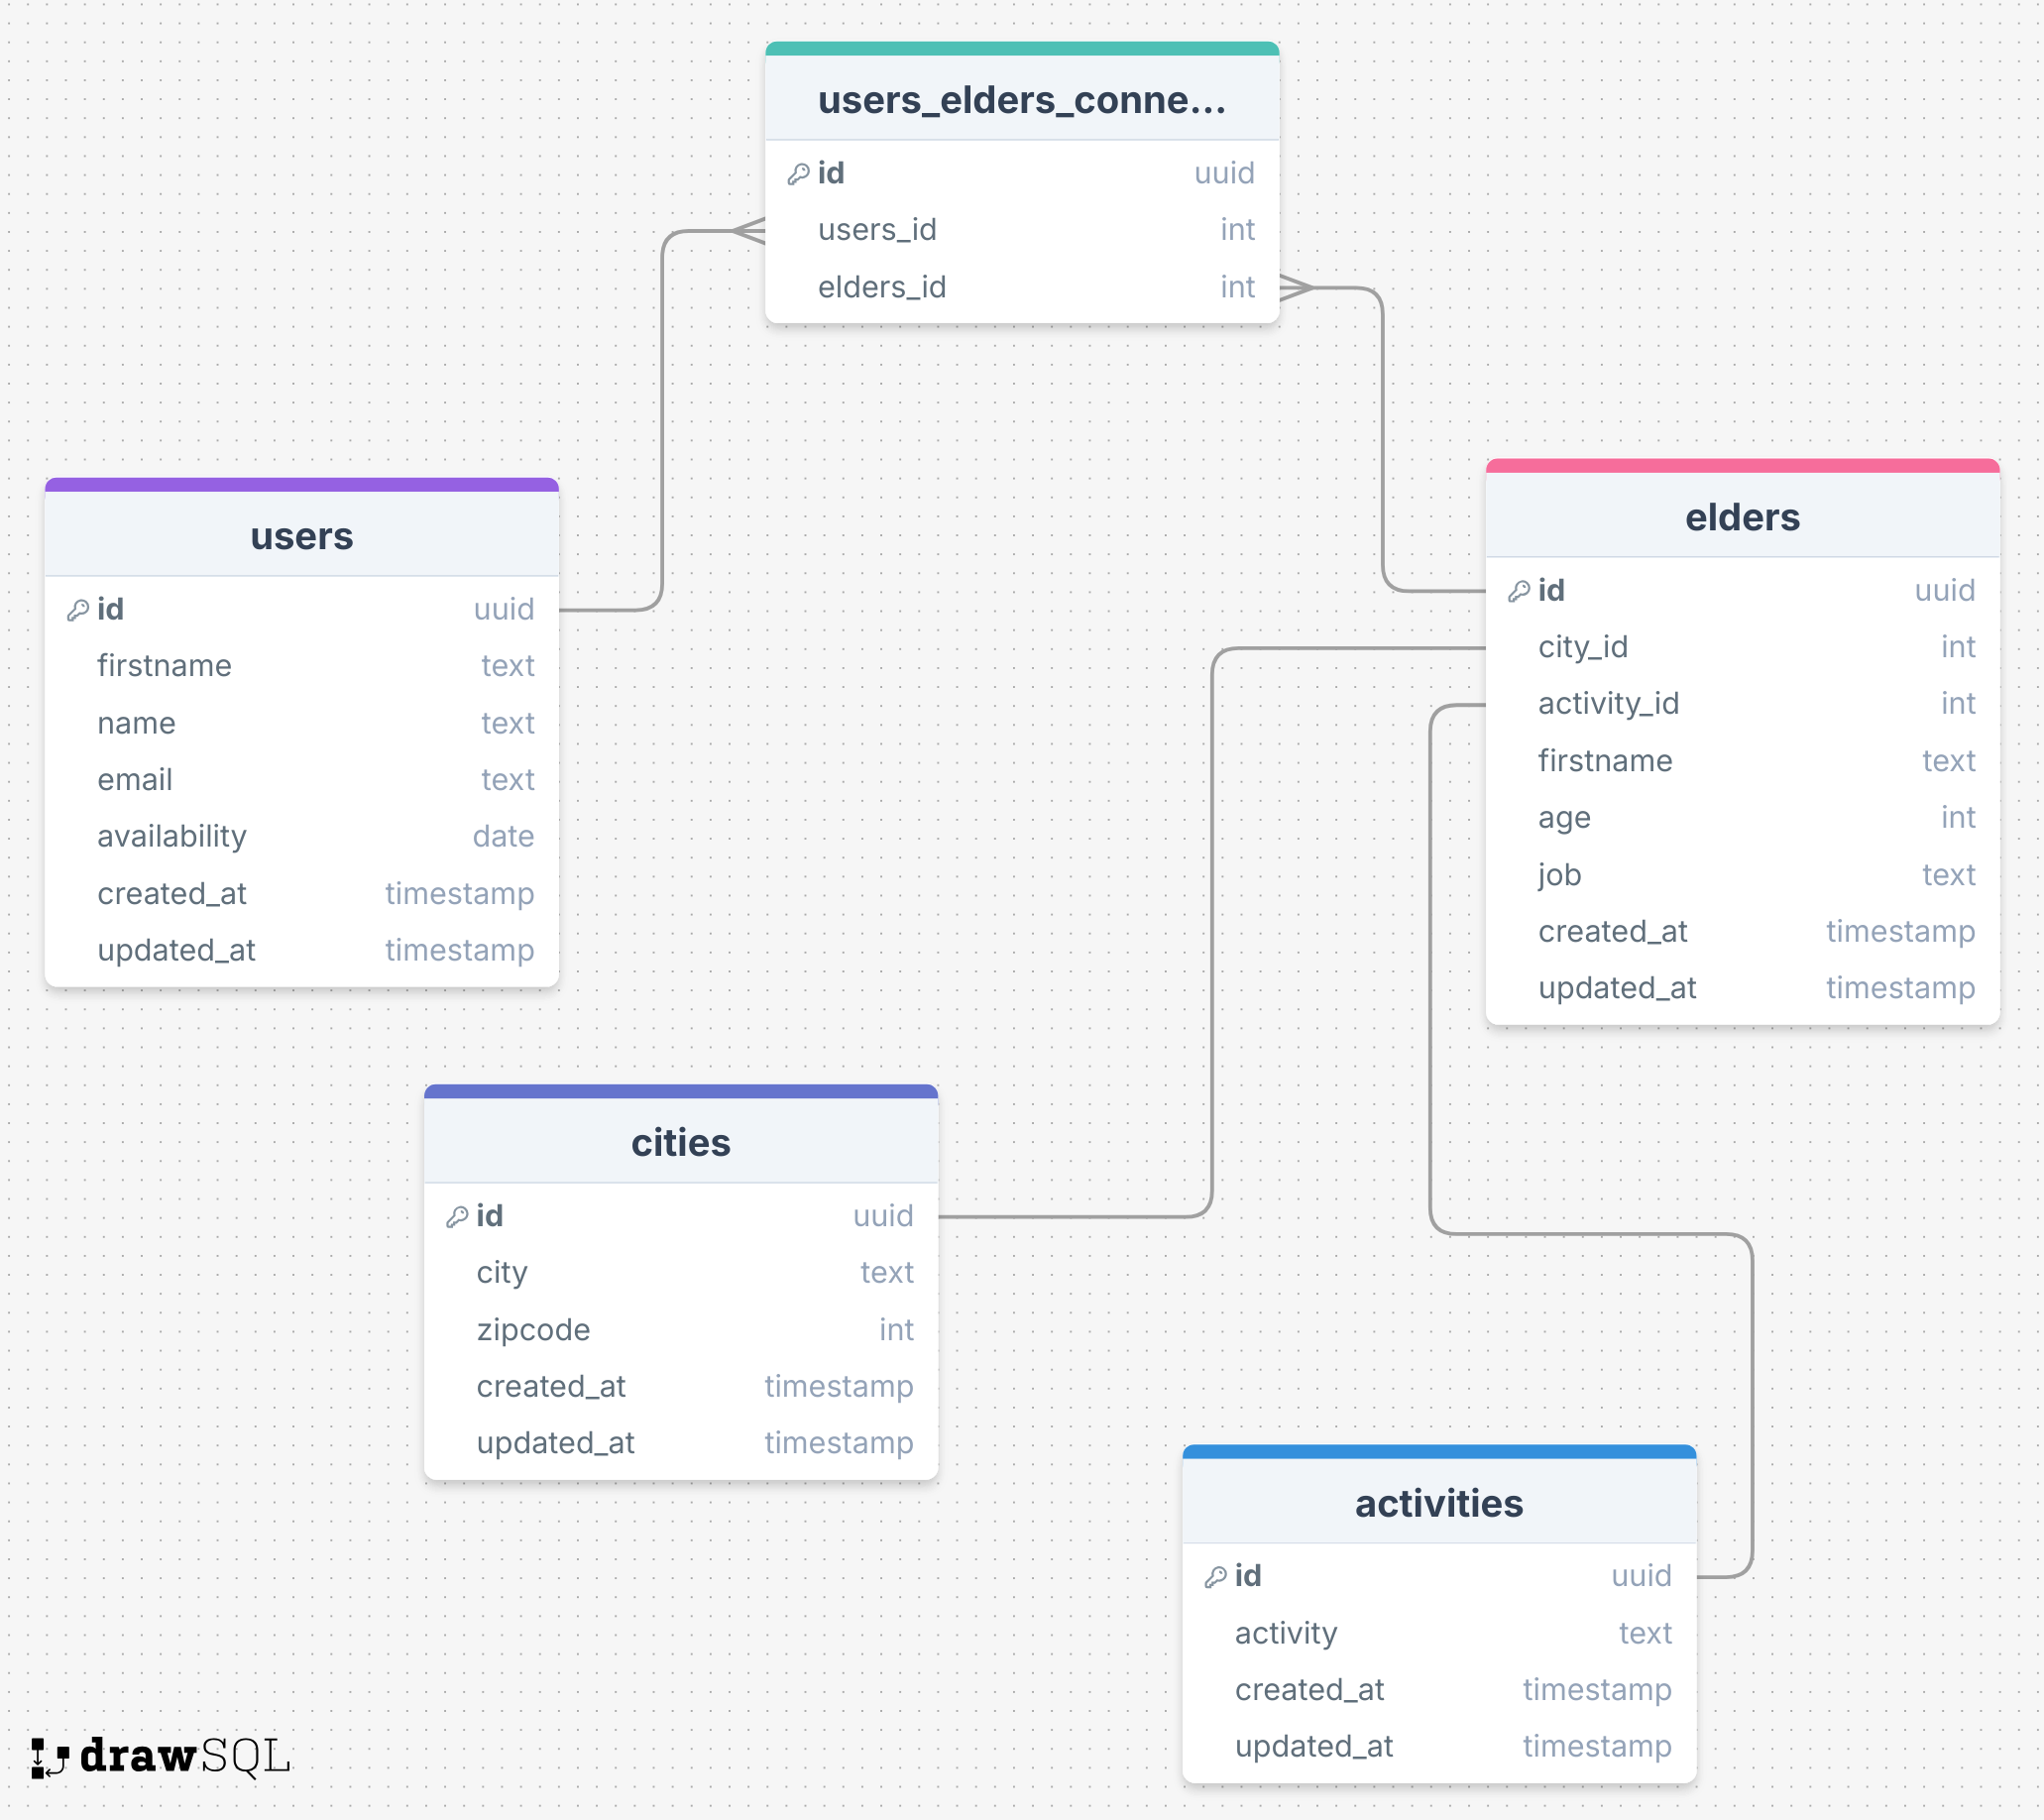 users_elders_conne...
id uuid
users_id int
elders_id int
users
id uuid
firstname text
name text
email text
availability date
created_at timestamp
updated_at timestamp
elders
id uuid
city_id int
activity_id int
firstname text
age int
job text
created_at timestamp
updated_at timestamp
cities
id uuid
city text
zipcode int
created_at timestamp
updated_at timestamp
activities
id uuid
activity text
created_at timestamp
updated_at timestamp
drawSQL